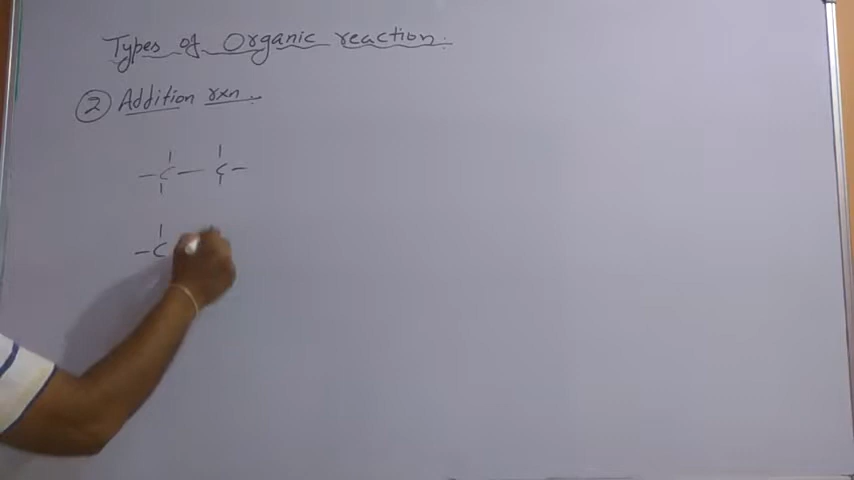 Types of Organic reaction.
② Addition rxn.
-C-C-
-C